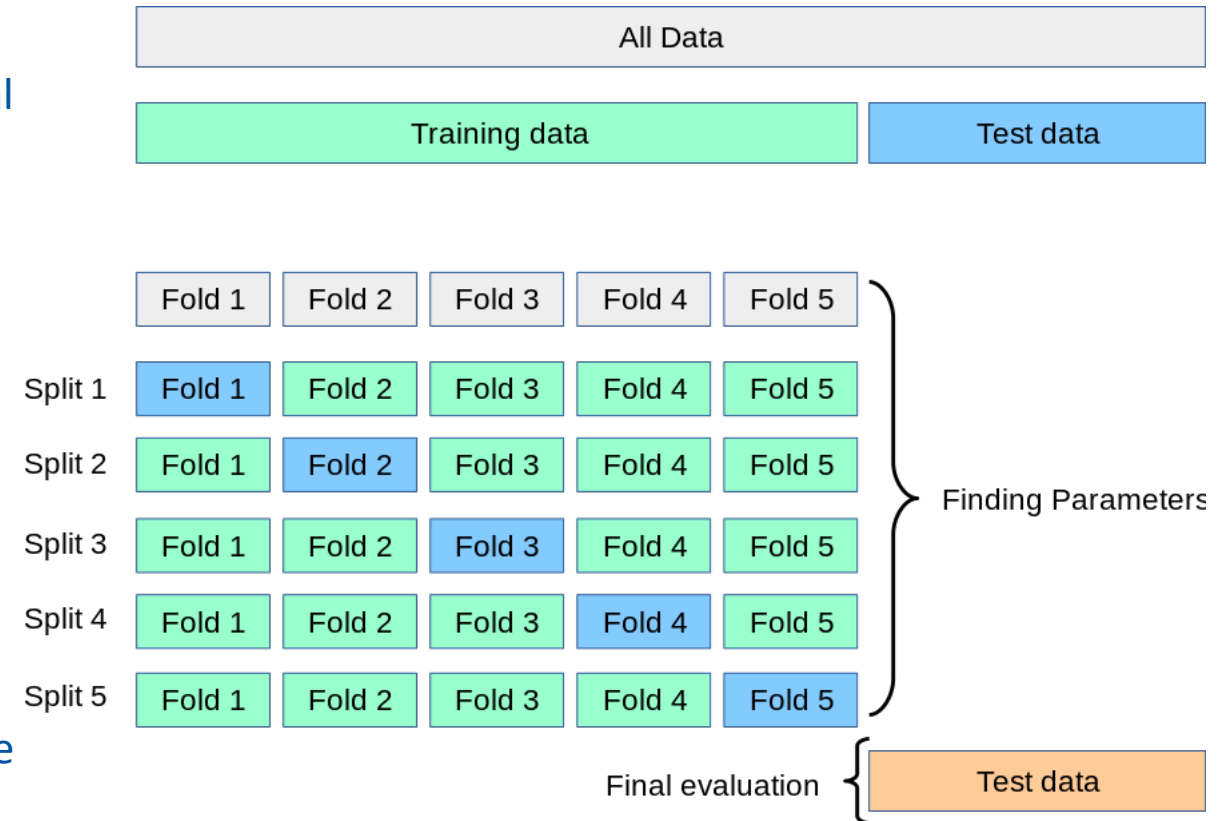 All Data
Training data Test data
Fold 1 Fold 2 Fold 3 Fold 4 Fold 5
Split 1 Fold 1 Fold 2 Fold 3 Fold 4 Fold 5
Split 2 Fold 1 Fold 2 Fold 3 Fold 4 Fold 5
Finding Parameters
Split 3 Fold 1 Fold 2 Fold 3 Fold 4 Fold 5
Split 4 Fold 1 Fold 2 Fold 3 Fold 4 Fold 5
Split 5 Fold 1 Fold 2 Fold 3 Fold 4 Fold 5
Final evaluation Test data